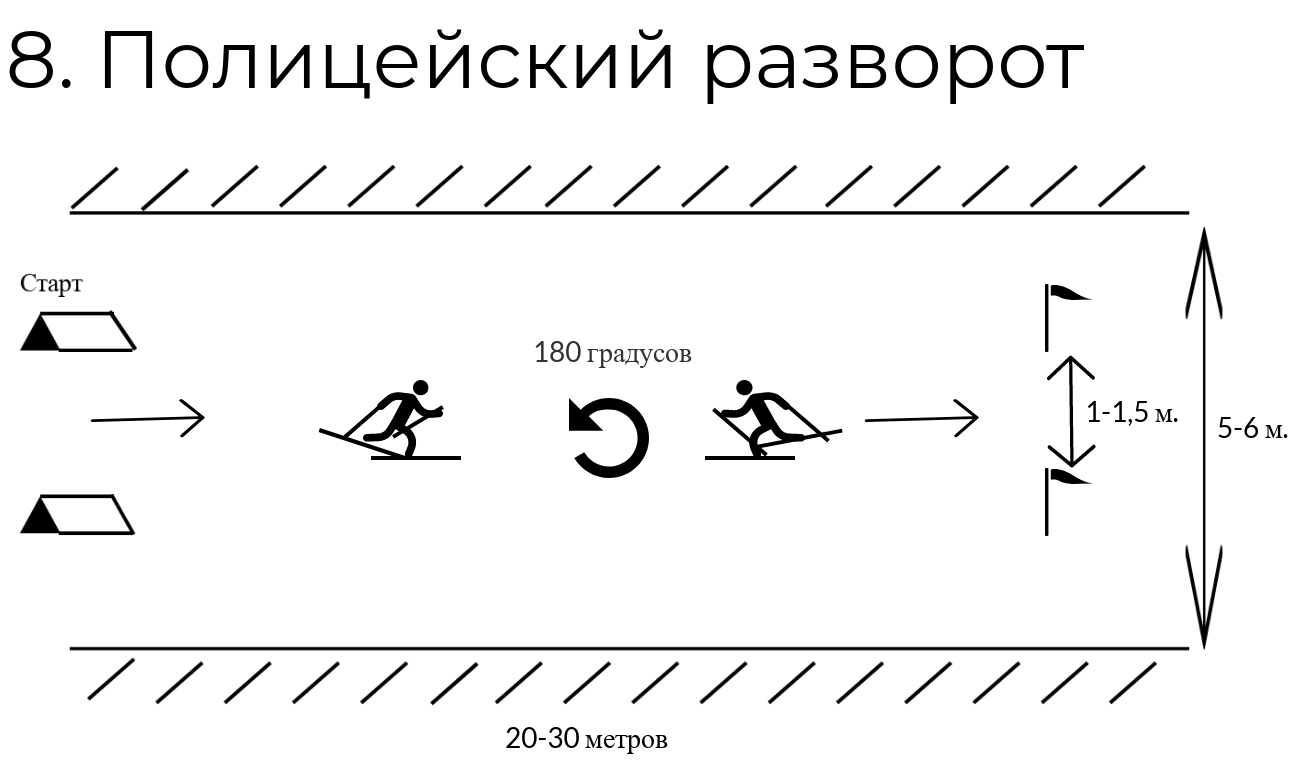 8. Полицейский разворот
Старт
180 градусов
1-1,5 м.
5-6 м.
20-30 метров